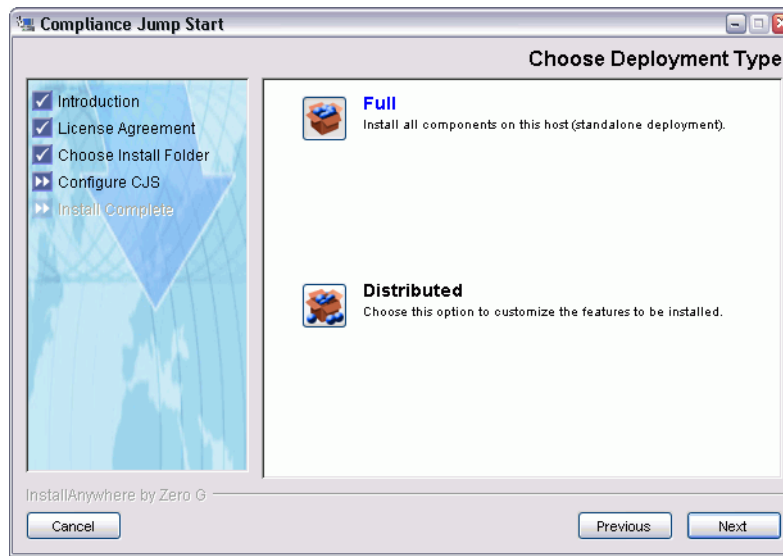 Compliance Jump Start
Choose Deployment Type
Introduction
License Agreement
Choose Install Folder
Configure CJS
Install Complete
Full
Install all components on this host (standalone deployment).
Distributed
Choose this option to customize the features to be installed.
InstallAnywhere by Zero G
Cancel
Previous
Next